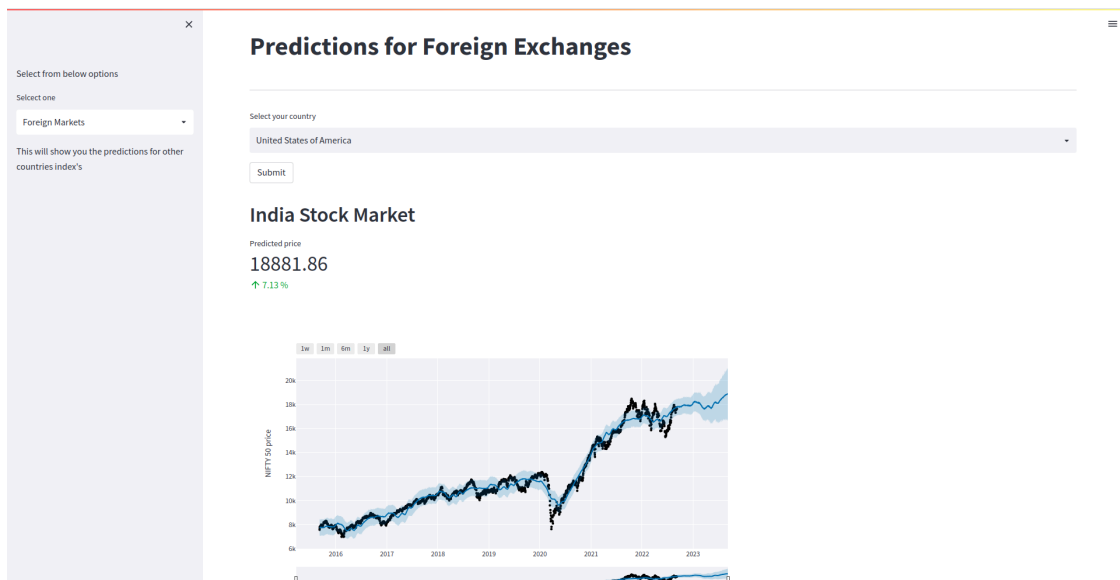 Predictions for Foreign Exchanges
Select from below options
Selcect one
Foreign Markets
This will show you the predictions for other
countries index's
Select your country
United States of America
Submit
India Stock Market
Predicted price
18881.86
↑ 7.13 %
1w 1m 6m 1y all
20k
18k
16k
14k
12k
10k
8k
6k
NIFTY 50 price
2016 2017 2018 2019 2020 2021 2022 2023